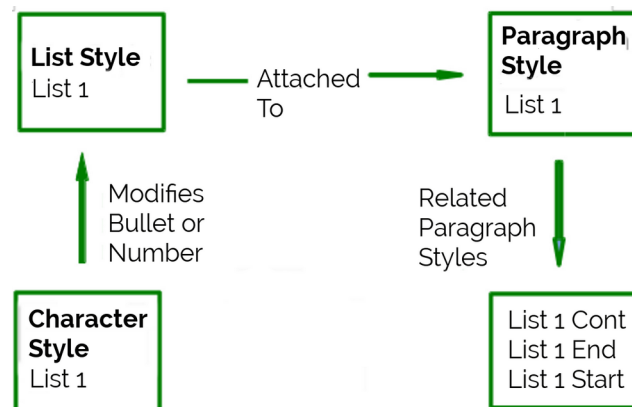 List Style
List 1
Attached
To
Paragraph
Style
List 1
Modifies
Bullet or
Number
Related
Paragraph
Styles
Character
Style
List 1
List 1 Cont
List 1 End
List 1 Start